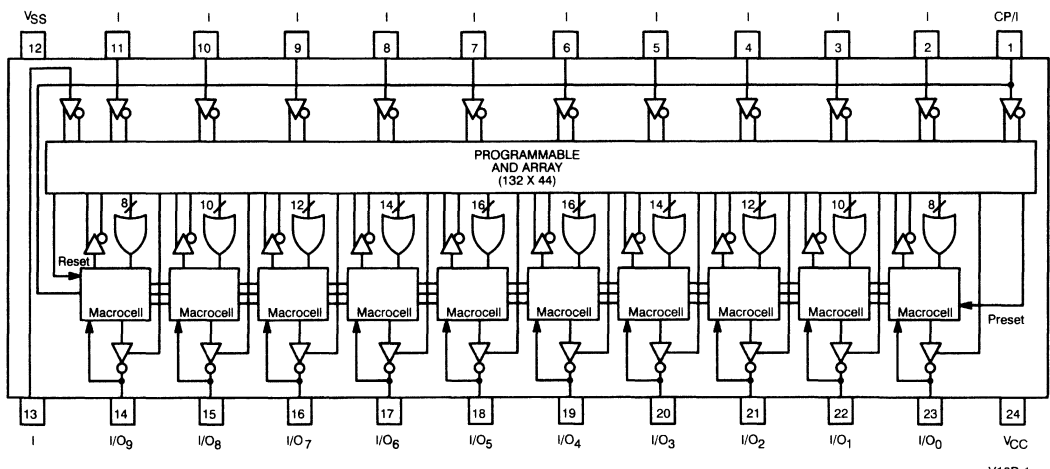 VSS I I I I I I I I I I CP/I
12 11 10 9 8 7 6 5 4 3 2 1
PROGRAMMABLE
AND ARRAY
(132 X 44)
8 10 12 14 16 16 14 12 10 8
Reset
Macrocell Macrocell Macrocell Macrocell Macrocell Macrocell Macrocell Macrocell Macrocell Macrocell
Preset
13 14 15 16 17 18 19 20 21 22 23 24
I I/O9 I/O8 I/O7 I/O6 I/O5 I/O4 I/O3 I/O2 I/O1 I/O0 VCC